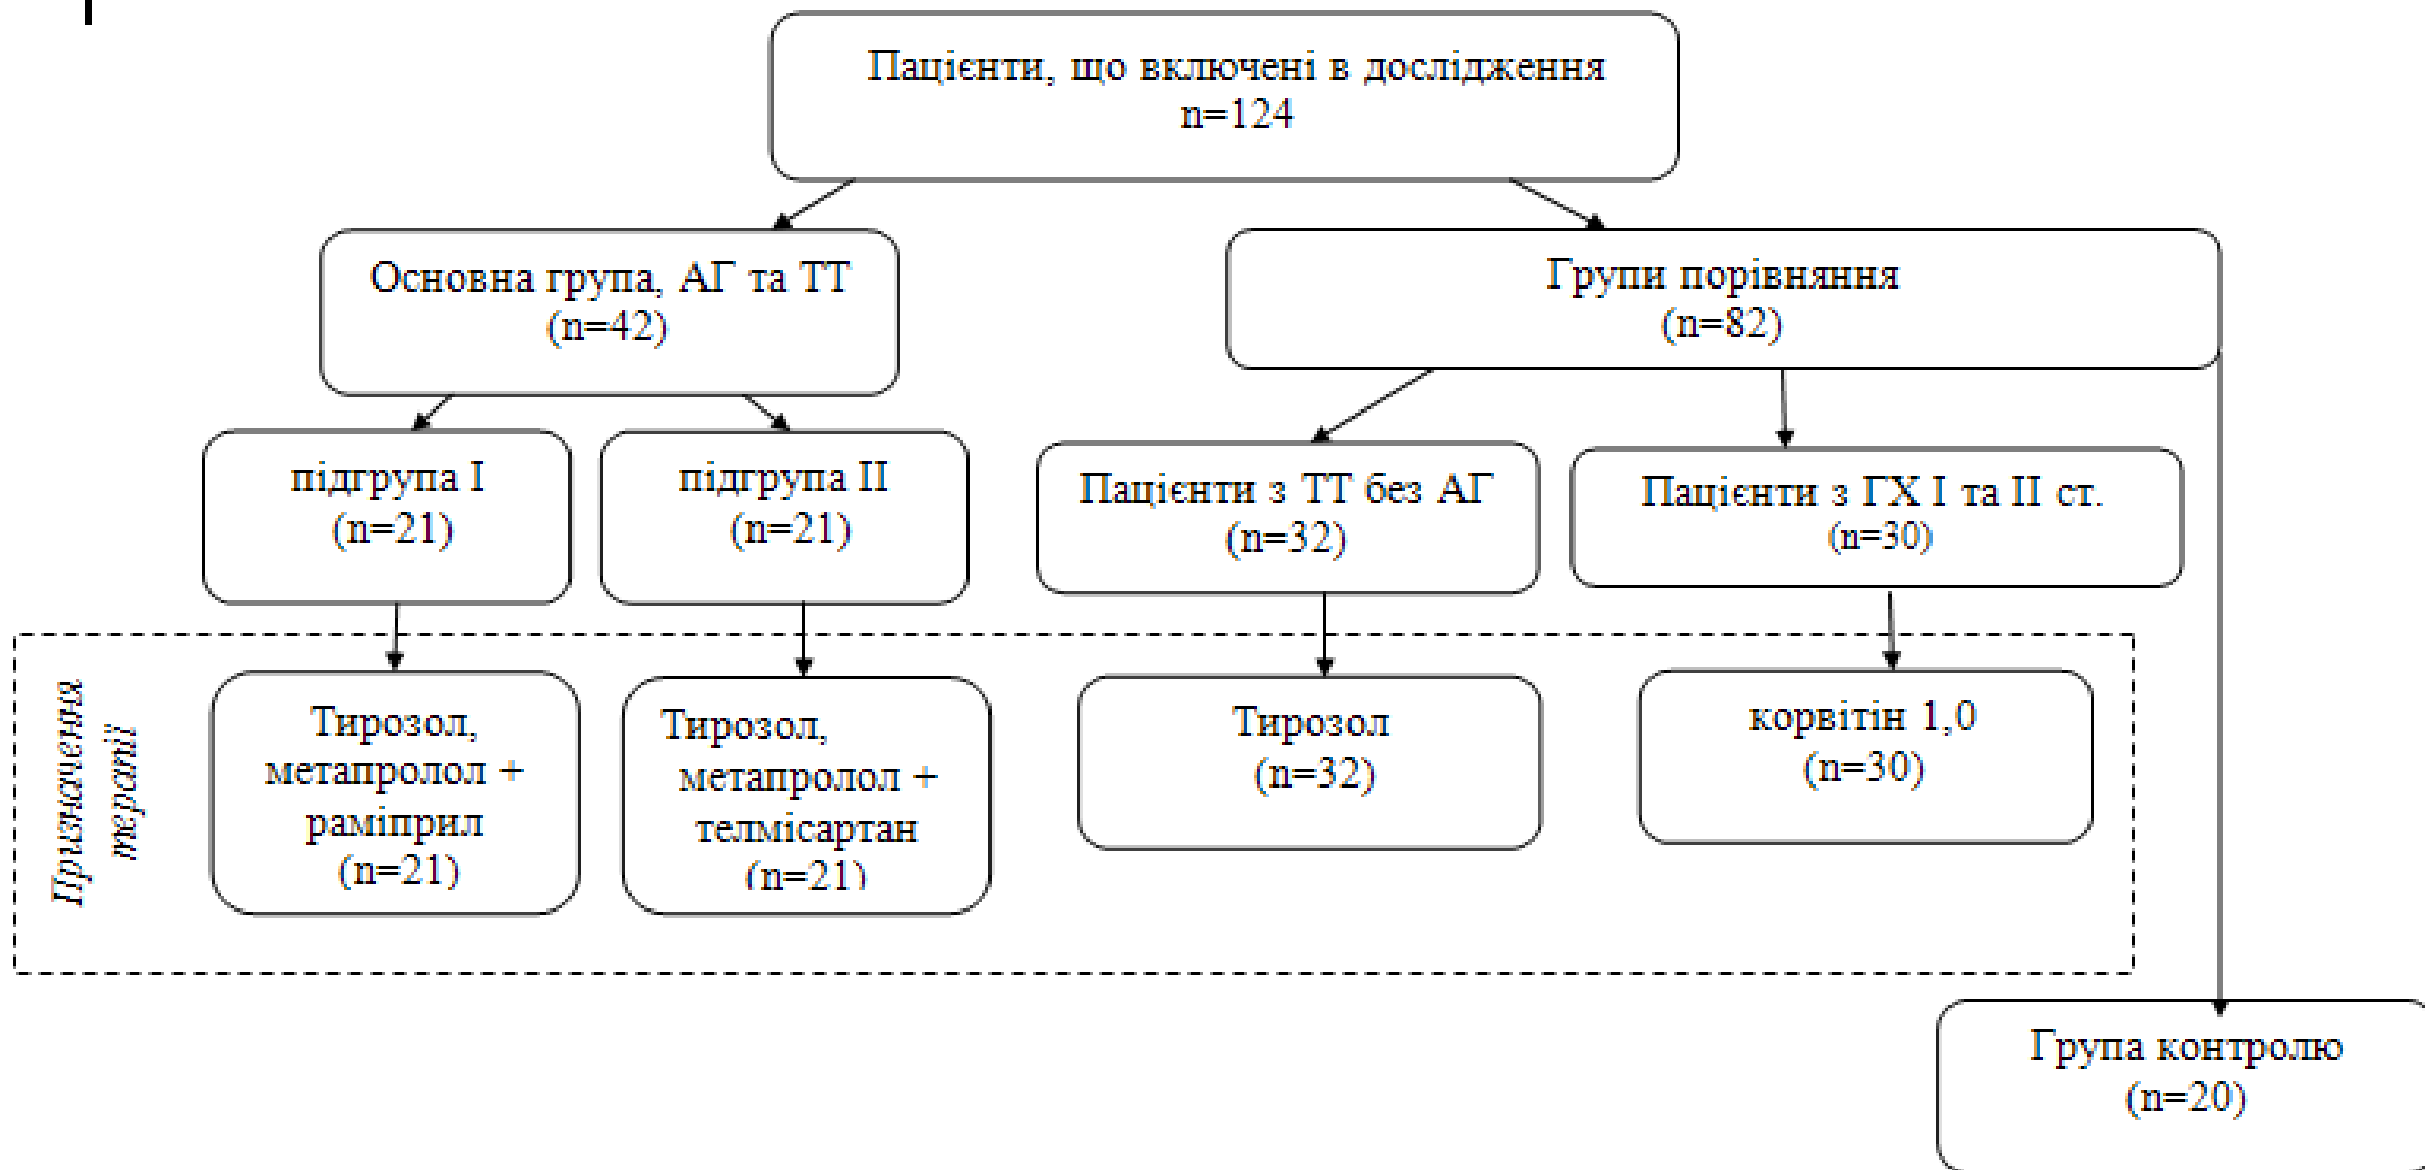 Пацієнти, що включені в дослідження
n=124
Основна група, АГ та ТТ
(n=42)
Групи порівняння
(n=82)
підгрупа І
(n=21)
підгрупа ІІ
(n=21)
Пацієнти з ТТ без АГ
(n=32)
Пацієнти з ГХ І та ІІ ст.
(n=30)
Призначення
терапії
Тирозол,
метапролол +
раміприл
(n=21)
Тирозол,
метапролол +
телмісартан
(n=21)
Тирозол
(n=32)
корвітін 1,0
(n=30)
Група контролю
(n=20)